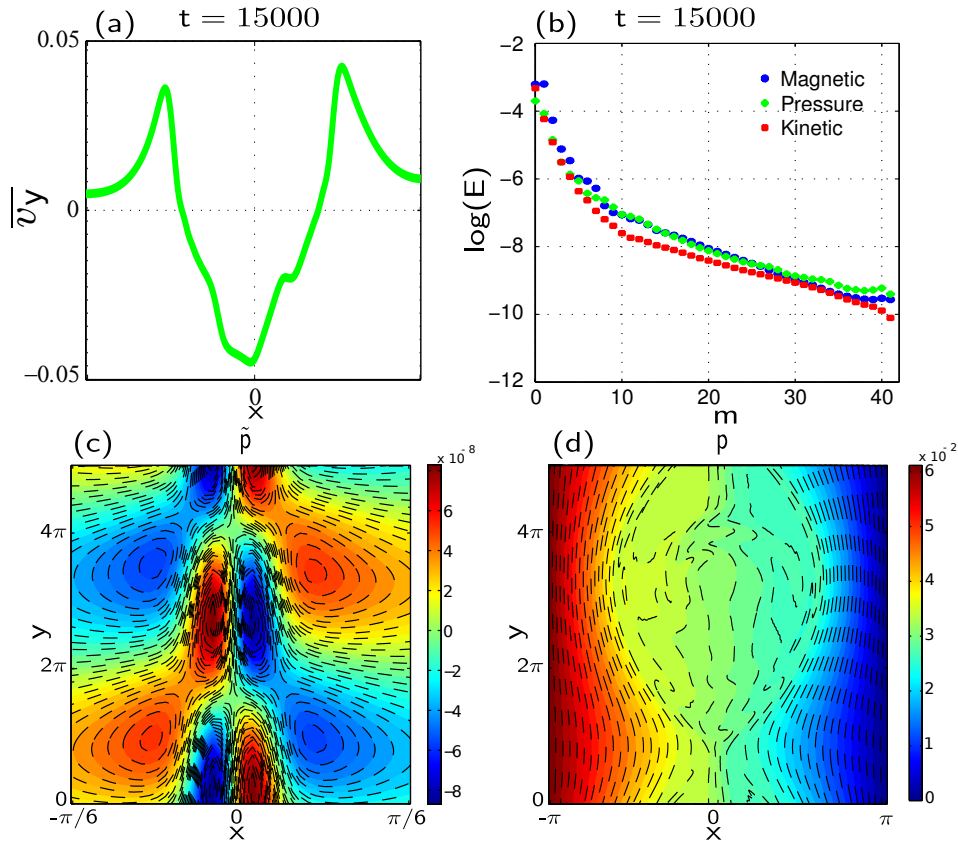 (a) t = 15000
0.05
0
−0.05
v̅y
0
x
(b) t = 15000
−2
−4
−6
−8
−10
−12
log(E)
Magnetic
Pressure
Kinetic
0 10 20 30 40
m
(c) p̃
4π
2π
0
y
-π/6 0 π/6
x
x 10⁻⁸
8
6
4
2
0
−2
−4
−6
−8
(d) p
4π
2π
0
y
-π 0 π
x
x 10⁻²
6
5
4
3
2
1
0